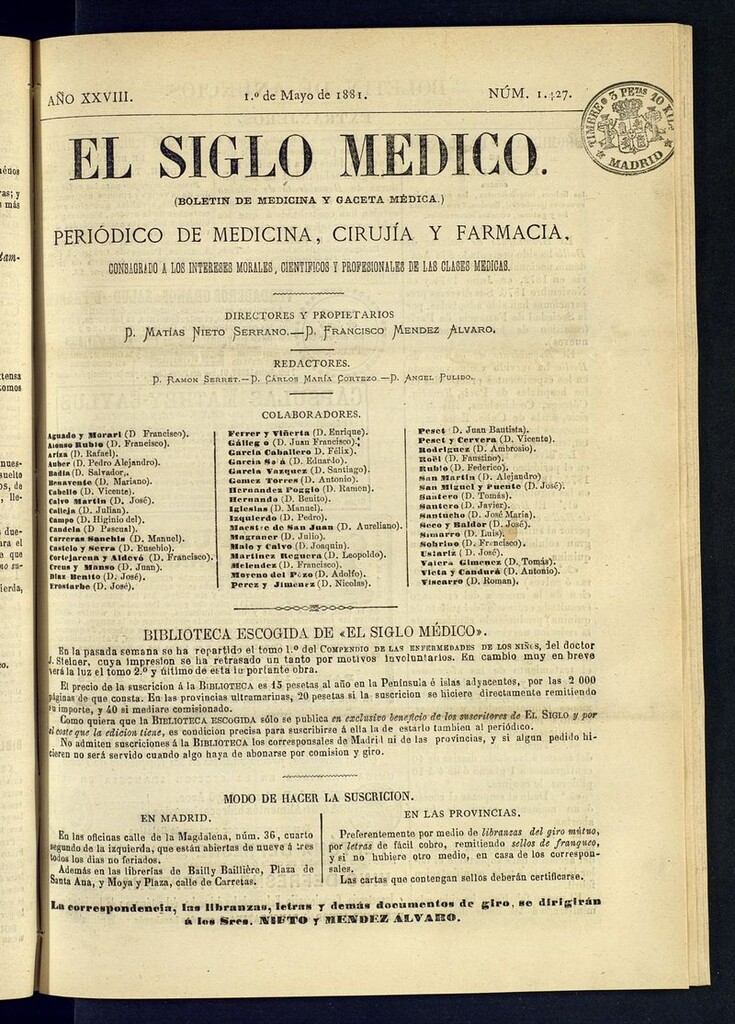 AÑO XXVIII.
1.º de Mayo de 1881.
NÚM. 1.427.
TIMBRE 3 PETAS 10 KILS
MADRID
EL SIGLO MEDICO.
(BOLETIN DE MEDICINA Y GACETA MÉDICA.)
PERIÓDICO DE MEDICINA, CIRUJÍA Y FARMACIA,
CONSAGRADO A LOS INTERESES MORALES, CIENTIFICOS Y PROFESIONALES DE LAS CLASES MEDICAS.
DIRECTORES Y PROPIETARIOS
D. MATÍAS NIETO SERRANO.—D. FRANCISCO MENDEZ ALVARO.
REDACTORES.
D. RAMON SERRET.—D. CÁRLOS MARÍA CORTEZO.—D. ANGEL PULIDO.
COLABORADORES.
Aguado y Morari (D Francisco).
Alonso Rubio (D. Francisco).
Ariza (D. Rafael).
Auber (D. Pedro Alejandro).
Badía (D. Salvador,.
Benavente (D. Mariano).
Cabello (D. Vicente).
Calvo Martin (D. José).
Calleja (D. Julian).
Campo (D. Higinio del).
Candela (D Pascual).
Carreras Sanchis (D. Manuel).
Castelo y Serra (D. Eusebio).
Cortejarena y Aldevó (D. Francisco).
Creus y Manso (D. Juan).
Diaz Benito (D. José).
Erostarbe (D. José).
Ferrer y Viñerta (D. Enrique).
Gállego (D. Juan Francisco).
García Caballero D. Félix).
García Solá (D. Eduardo).
García Vazquez (D. Santiago).
Gomez Torres (D. Antonio).
Hernandez Poggio (D. Ramon).
Hernando (D. Benito).
Iglesias (D. Manuel).
Izquierdo (D. Pedro).
Maestre de San Juan (D. Aureliano).
Magraner (D. Julio).
Malo y Calvo (D. Joaquin).
Martinez Reguera (D. Leopoldo).
Melendez (D. Francisco).
Moreno del Pozo (D. Adolfo).
Perez y Jimenez (D. Nicolas).
Peset D. Juan Bautista).
Peset y Cervera (D. Vicente).
Rodriguez (D. Ambrosio).
Roël (D. Faustino).
Rubio (D. Federico).
San Martin (D. Alejandro)
San Miguel y Puente (D. José).
Santero (D. Tomás).
Santero (D. Javier).
Santucho (D. José María).
Seco y Baldor (D. José).
Simarro (D. Luis).
Sobrino (D. Francisco).
Ustariz (D. José).
Valera Gimenez (D. Tomás).
Vieta y Candurá (D. Antonio).
Viscarro (D. Roman).
BIBLIOTECA ESCOGIDA DE «EL SIGLO MÉDICO».
En la pasada semana se ha repartido el tomo 1.º del COMPENDIO DE LAS ENFERMEDADES DE LOS NIÑOS, del doctor
J. Steiner, cuya impresion se ha retrasado un tanto por motivos involuntarios. En cambio muy en breve
verá la luz el tomo 2.º y último de esta importante obra.
El precio de la suscricion á la BIBLIOTECA es 15 pesetas al año en la Península é islas adyacentes, por las 2 000
páginas de que consta. En las provincias ultramarinas, 20 pesetas si la suscricion se hiciere directamente remitiendo
su importe, y 40 si mediare comisionado.
Como quiera que la BIBLIOTECA ESCOGIDA sólo se publica en exclusivo beneficio de los suscritores de EL SIGLO y por
el coste que la edicion tiene, es condicion precisa para suscribirse á ella la de estarlo tambien al periódico.
No admiten suscriciones á la BIBLIOTECA los corresponsales de Madrid ni de las provincias, y si algun pedido hi-
cieren no será servido cuando algo haya de abonarse por comision y giro.
MODO DE HACER LA SUSCRICION.
EN MADRID.
En las oficinas calle de la Magdalena, núm. 36, cuarto
segundo de la izquierda, que están abiertas de nueve á tres
todos los dias no feriados.
Además en las librerías de Bailly Baillière, Plaza de
Santa Ana, y Moya y Plaza, calle de Carretas.
EN LAS PROVINCIAS.
Preferentemente por medio de libranzas del giro mútuo,
por letras de fácil cobro, remitiendo sellos de franqueo,
y si no hubiere otro medio, en casa de los correspon-
sales.
Las cartas que contengan sellos deberán certificarse.
La correspondencia, las libranzas, letras y demás documentos de giro, se dirigirán
á los Sres. NIETO y MENDEZ ÁLVARO.